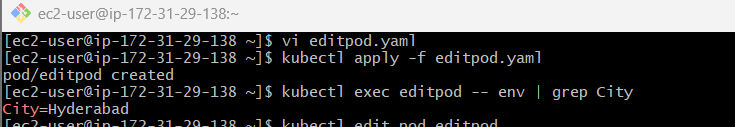 ec2-user@ip-172-31-29-138:~
[ec2-user@ip-172-31-29-138 ~]$ vi editpod.yaml
[ec2-user@ip-172-31-29-138 ~]$ kubectl apply -f editpod.yaml
pod/editpod created
[ec2-user@ip-172-31-29-138 ~]$ kubectl exec editpod -- env | grep City
City=Hyderabad
[ec2-user@ip-172-31-29-138 ~]$ kubectl edit pod editpod